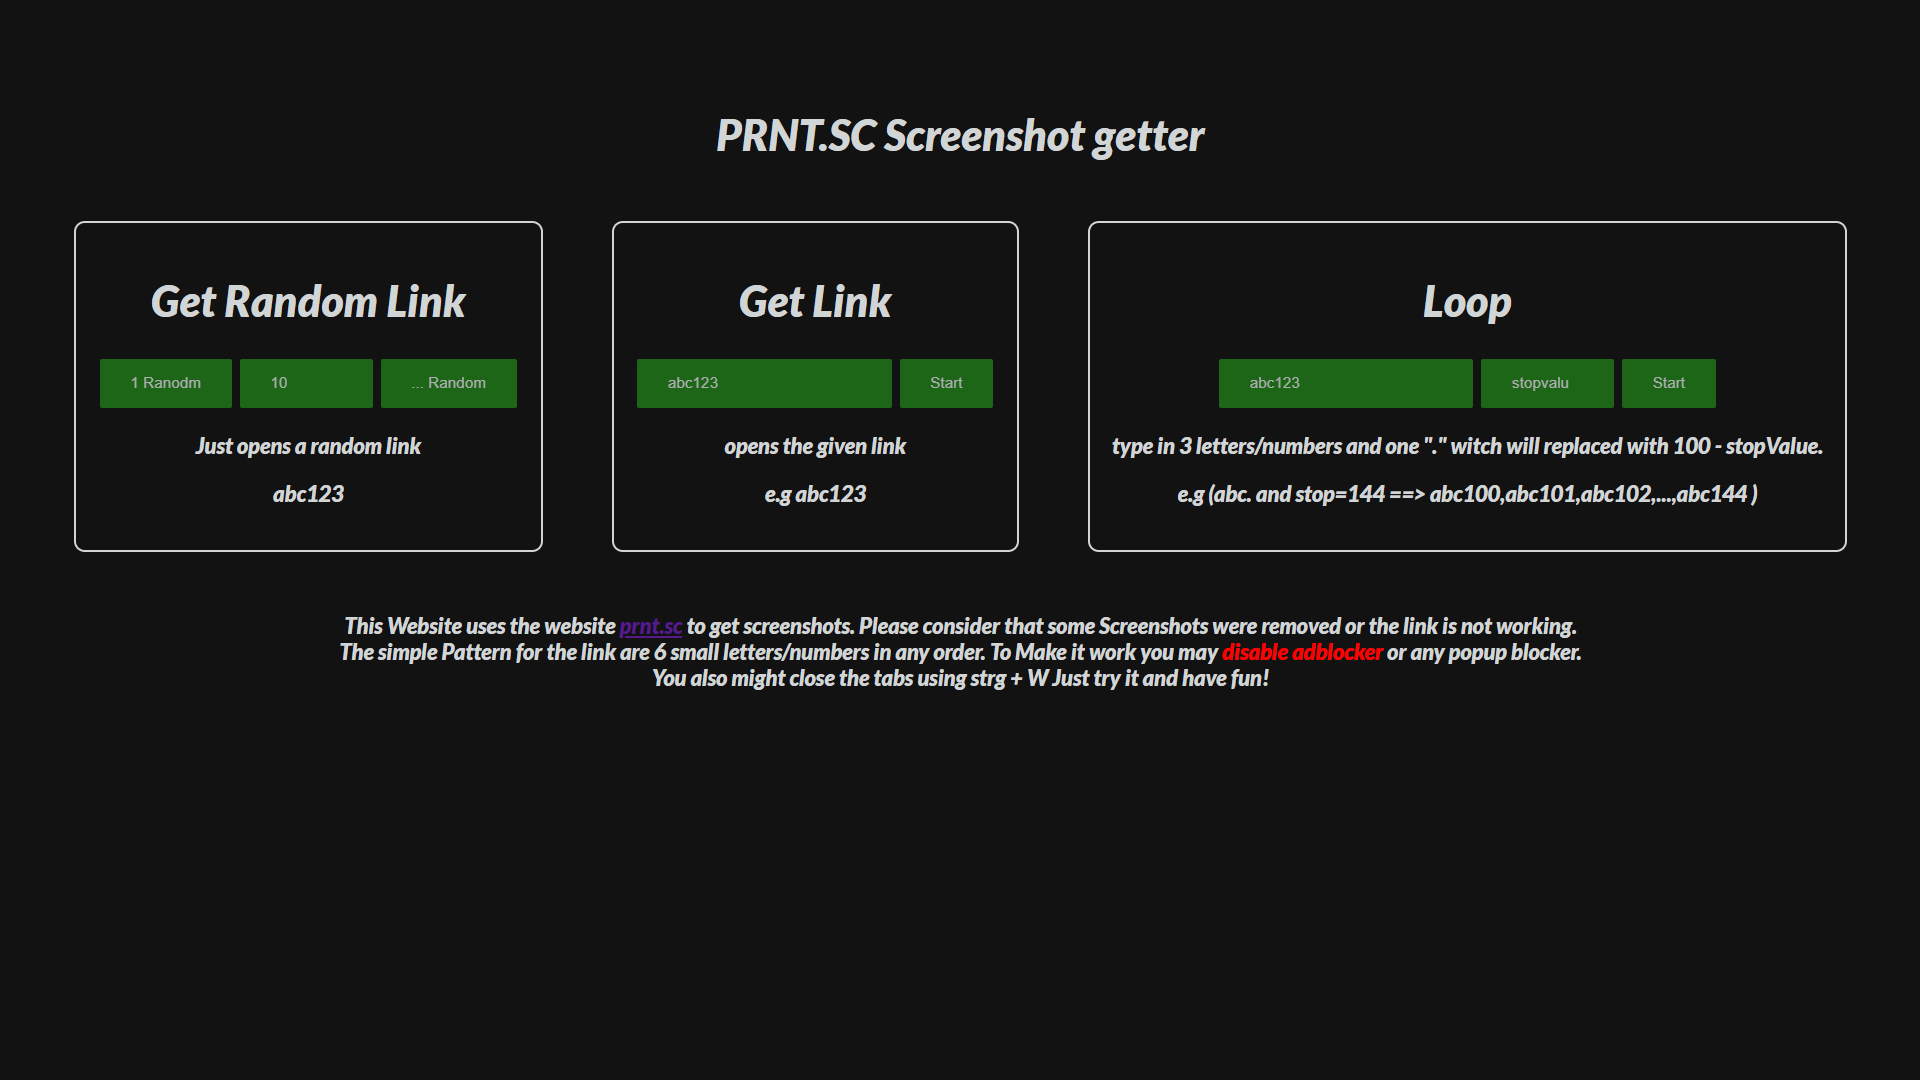 PRNT.SC Screenshot getter
Get Random Link
1 Ranodm
10
... Random
Just opens a random link
abc123
Get Link
abc123
Start
opens the given link
e.g abc123
Loop
abc123
stopvalu
Start
type in 3 letters/numbers and one "." witch will replaced with 100 - stopValue.
e.g (abc. and stop=144 ==> abc100,abc101,abc102,...,abc144 )
This Website uses the website prnt.sc to get screenshots. Please consider that some Screenshots were removed or the link is not working.
The simple Pattern for the link are 6 small letters/numbers in any order. To Make it work you may disable adblocker or any popup blocker.
You also might close the tabs using strg + W Just try it and have fun!